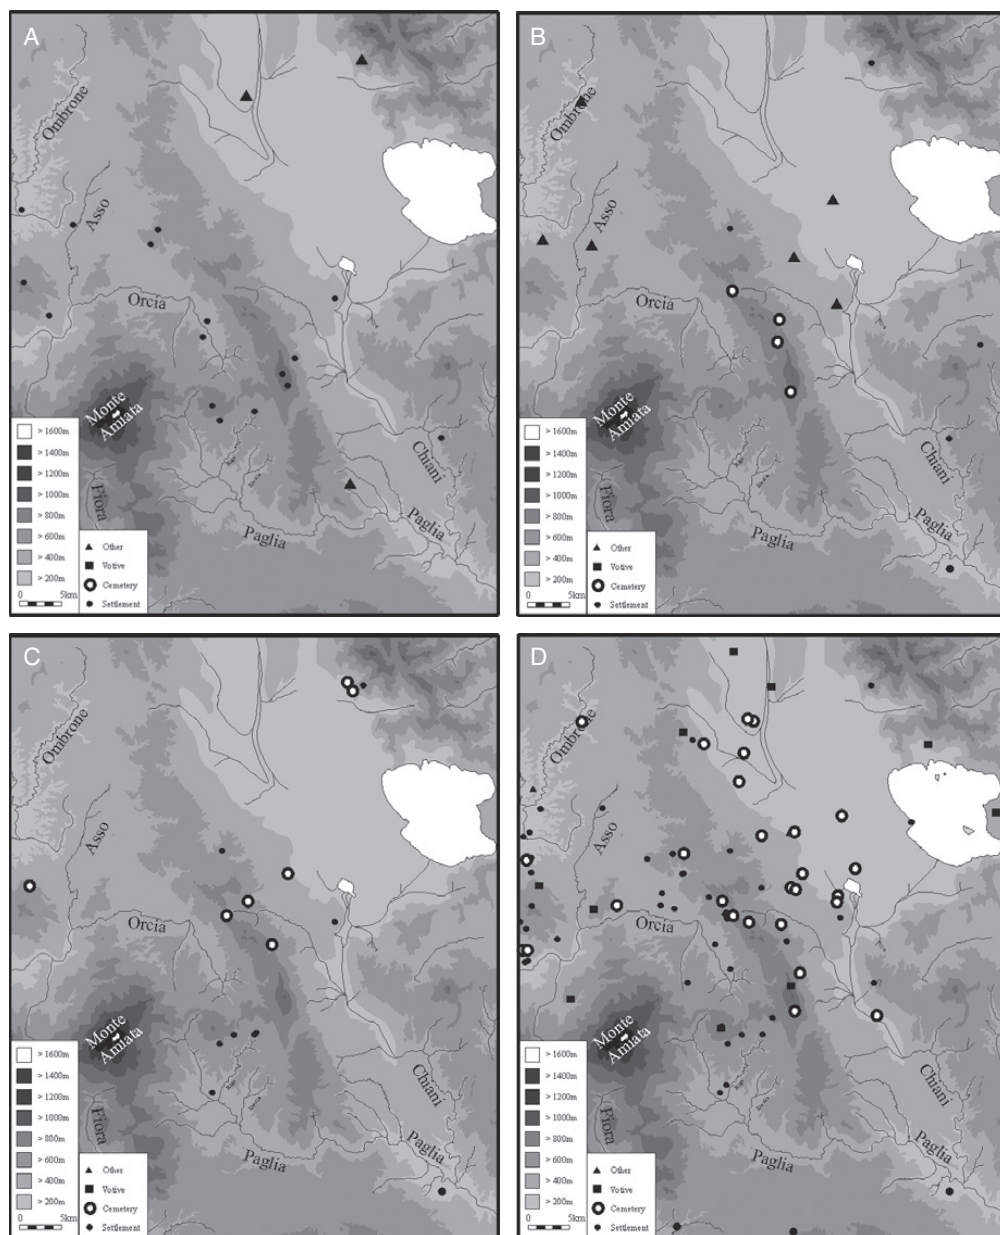 A
Ombrone
Asso
Orcia
Monte
Amiata
Fiora
Chiani
Paglia
Paglia
> 1600m
> 1400m
> 1200m
> 1000m
> 800m
> 600m
> 400m
> 200m
0 5km
Other
Votive
Cemetery
Settlement
B
Ombrone
Asso
Orcia
Monte
Amiata
Fiora
Chiani
Paglia
Paglia
> 1600m
> 1400m
> 1200m
> 1000m
> 800m
> 600m
> 400m
> 200m
0 5km
Other
Votive
Cemetery
Settlement
C
Ombrone
Asso
Orcia
Monte
Amiata
Fiora
Chiani
Paglia
Paglia
> 1600m
> 1400m
> 1200m
> 1000m
> 800m
> 600m
> 400m
> 200m
0 5km
Other
Votive
Cemetery
Settlement
D
Ombrone
Asso
Orcia
Monte
Amiata
Fiora
Chiani
Paglia
Paglia
> 1600m
> 1400m
> 1200m
> 1000m
> 800m
> 600m
> 400m
> 200m
0 5km
Other
Votive
Cemetery
Settlement